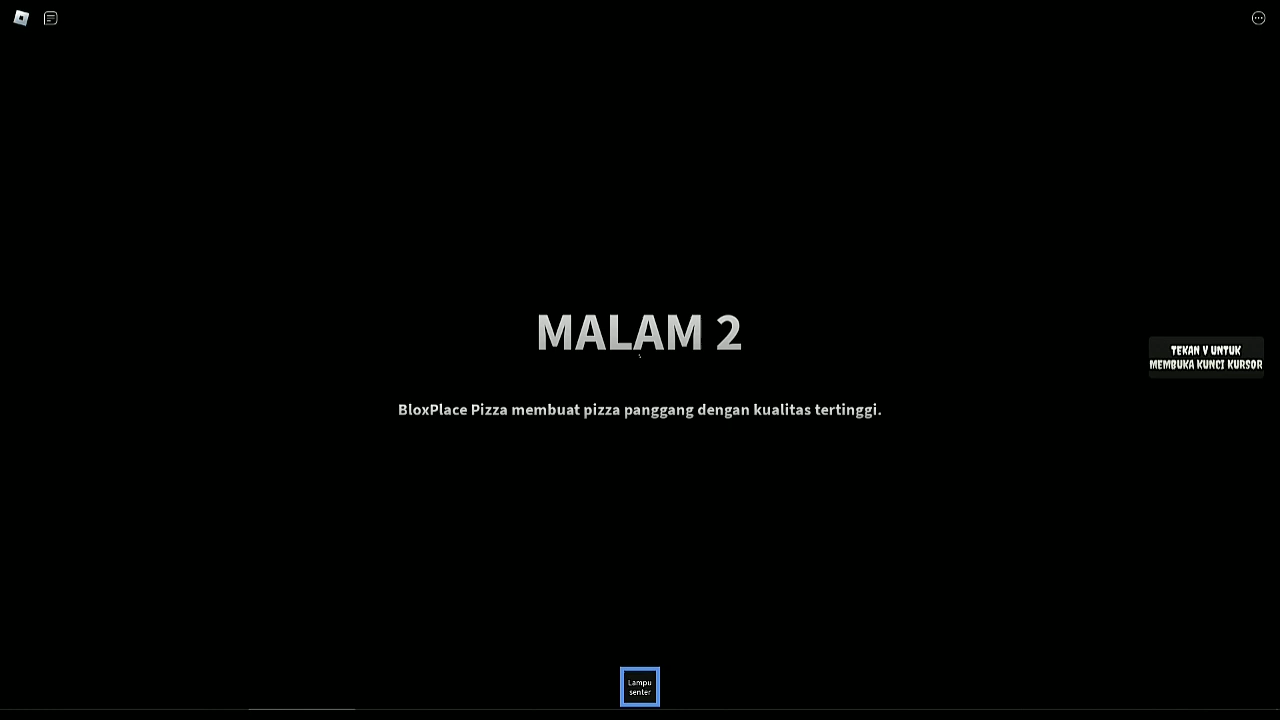 MALAM 2
TEKAN V UNTUK
MEMBUKA KUNCI KURSOR
BloxPlace Pizza membuat pizza panggang dengan kualitas tertinggi.
Lampu
senter